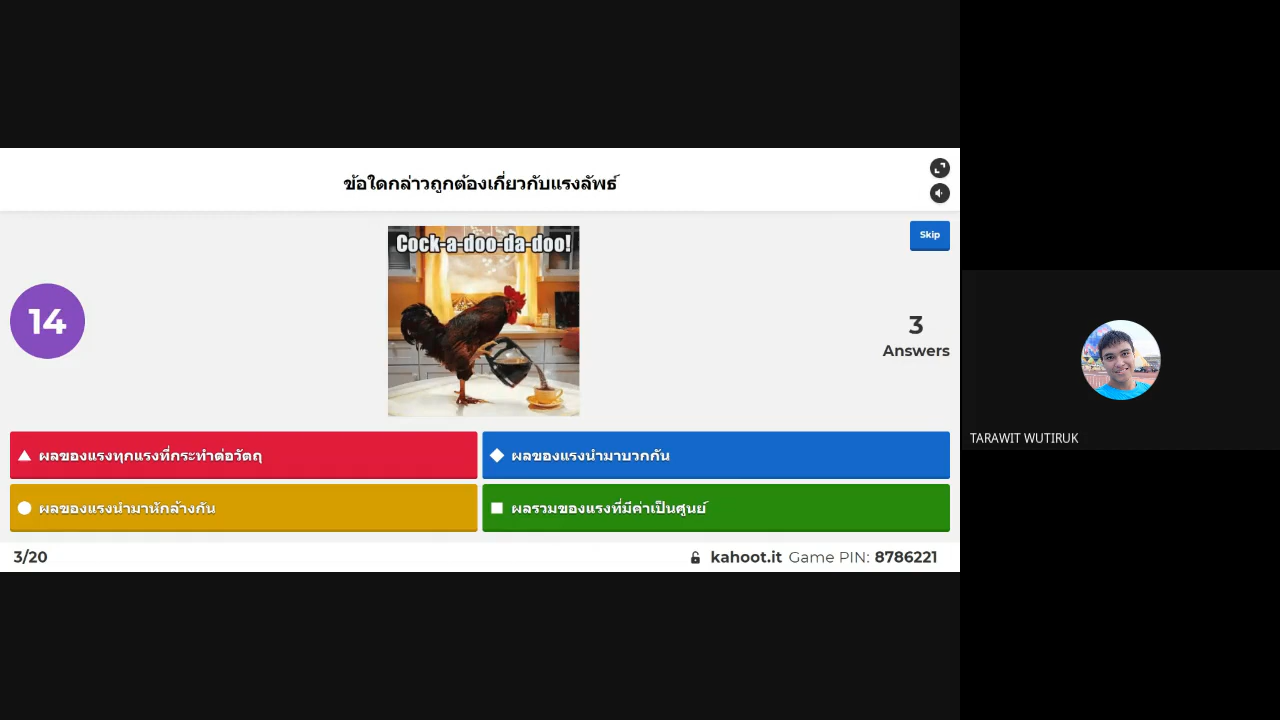 ข้อใดกล่าวถูกต้องเกี่ยวกับแรงลัพธ์
Skip
Cock-a-doo-da-doo!
14
3
Answers
ผลของแรงทุกแรงที่กระทำต่อวัตถุ
ผลของแรงนำมาบวกกัน
ผลของแรงนำมาหักล้างกัน
ผลรวมของแรงที่มีค่าเป็นศูนย์
3/20
kahoot.it Game PIN: 8786221
TARAWIT WUTIRUK